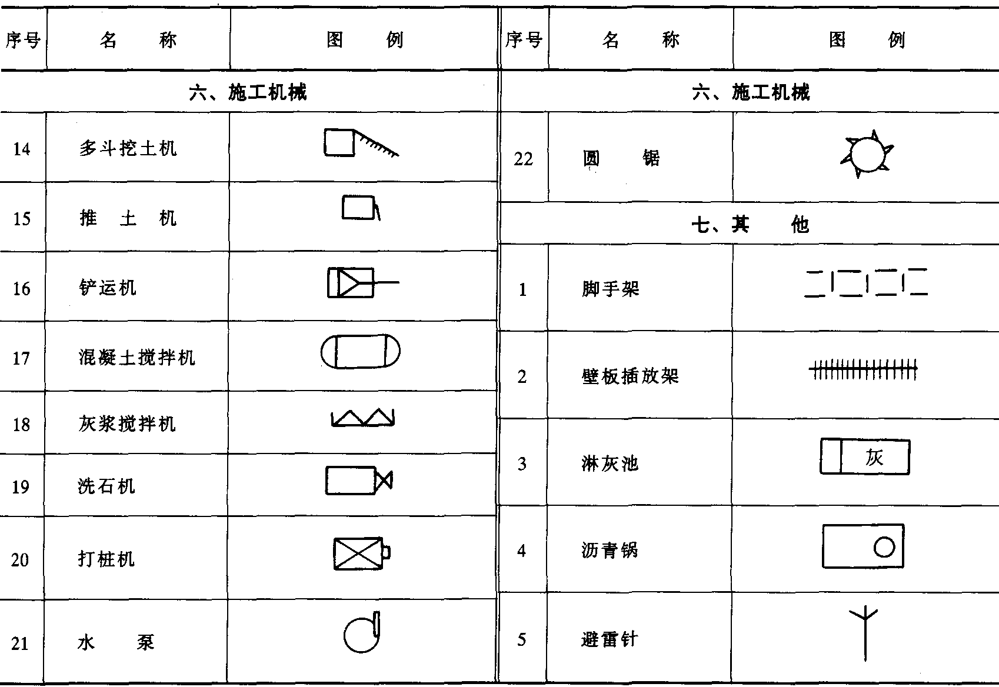 序号 名称 图例
六、施工机械
14 多斗挖土机
15 推土机
16 铲运机
17 混凝土搅拌机
18 灰浆搅拌机
19 洗石机
20 打桩机
21 水泵
序号 名称 图例
六、施工机械
22 圆锯
七、其他
1 脚手架
2 壁板插放架
3 淋灰池 灰
4 沥青锅
5 避雷针